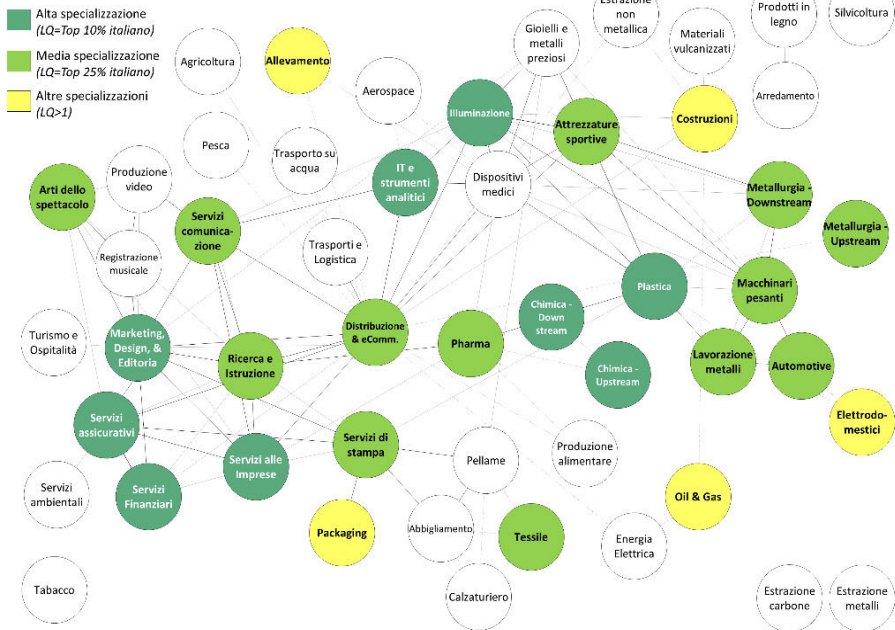 Alta specializzazione
(LQ=Top 10% italiano)
Media specializzazione
(LQ=Top 25% italiano)
Altre specializzazioni
(LQ>1)
Agricoltura
Allevamento
Pesca
Trasporto su
acqua
Aerospace
Illuminazione
Gioielli e
metalli
preziosi
Estrazione
non
metallica
Materiali
vulcanizzati
Prodotti in
legno
Silvicoltura
Arredamento
Costruzioni
Attrezzature
sportive
IT e
strumenti
analitici
Dispositivi
medici
Arti dello
spettacolo
Produzione
video
Servizi
comunica-
zione
Registrazione
musicale
Trasporti e
Logistica
Metallurgia -
Downstream
Metallurgia -
Upstream
Plastica
Macchinari
pesanti
Turismo e
Ospitalità
Marketing,
Design, &
Editoria
Ricerca e
Istruzione
Distribuzione
& eComm.
Pharma
Chimica -
Down
stream
Chimica -
Upstream
Lavorazione
metalli
Automotive
Elettrodo-
mestici
Servizi
assicurativi
Servizi alle
Imprese
Servizi di
stampa
Pellame
Produzione
alimentare
Servizi
ambientali
Servizi
Finanziari
Packaging
Abbigliamento
Tessile
Energia
Elettrica
Oil & Gas
Tabacco
Calzaturiero
Estrazione
carbone
Estrazione
metalli